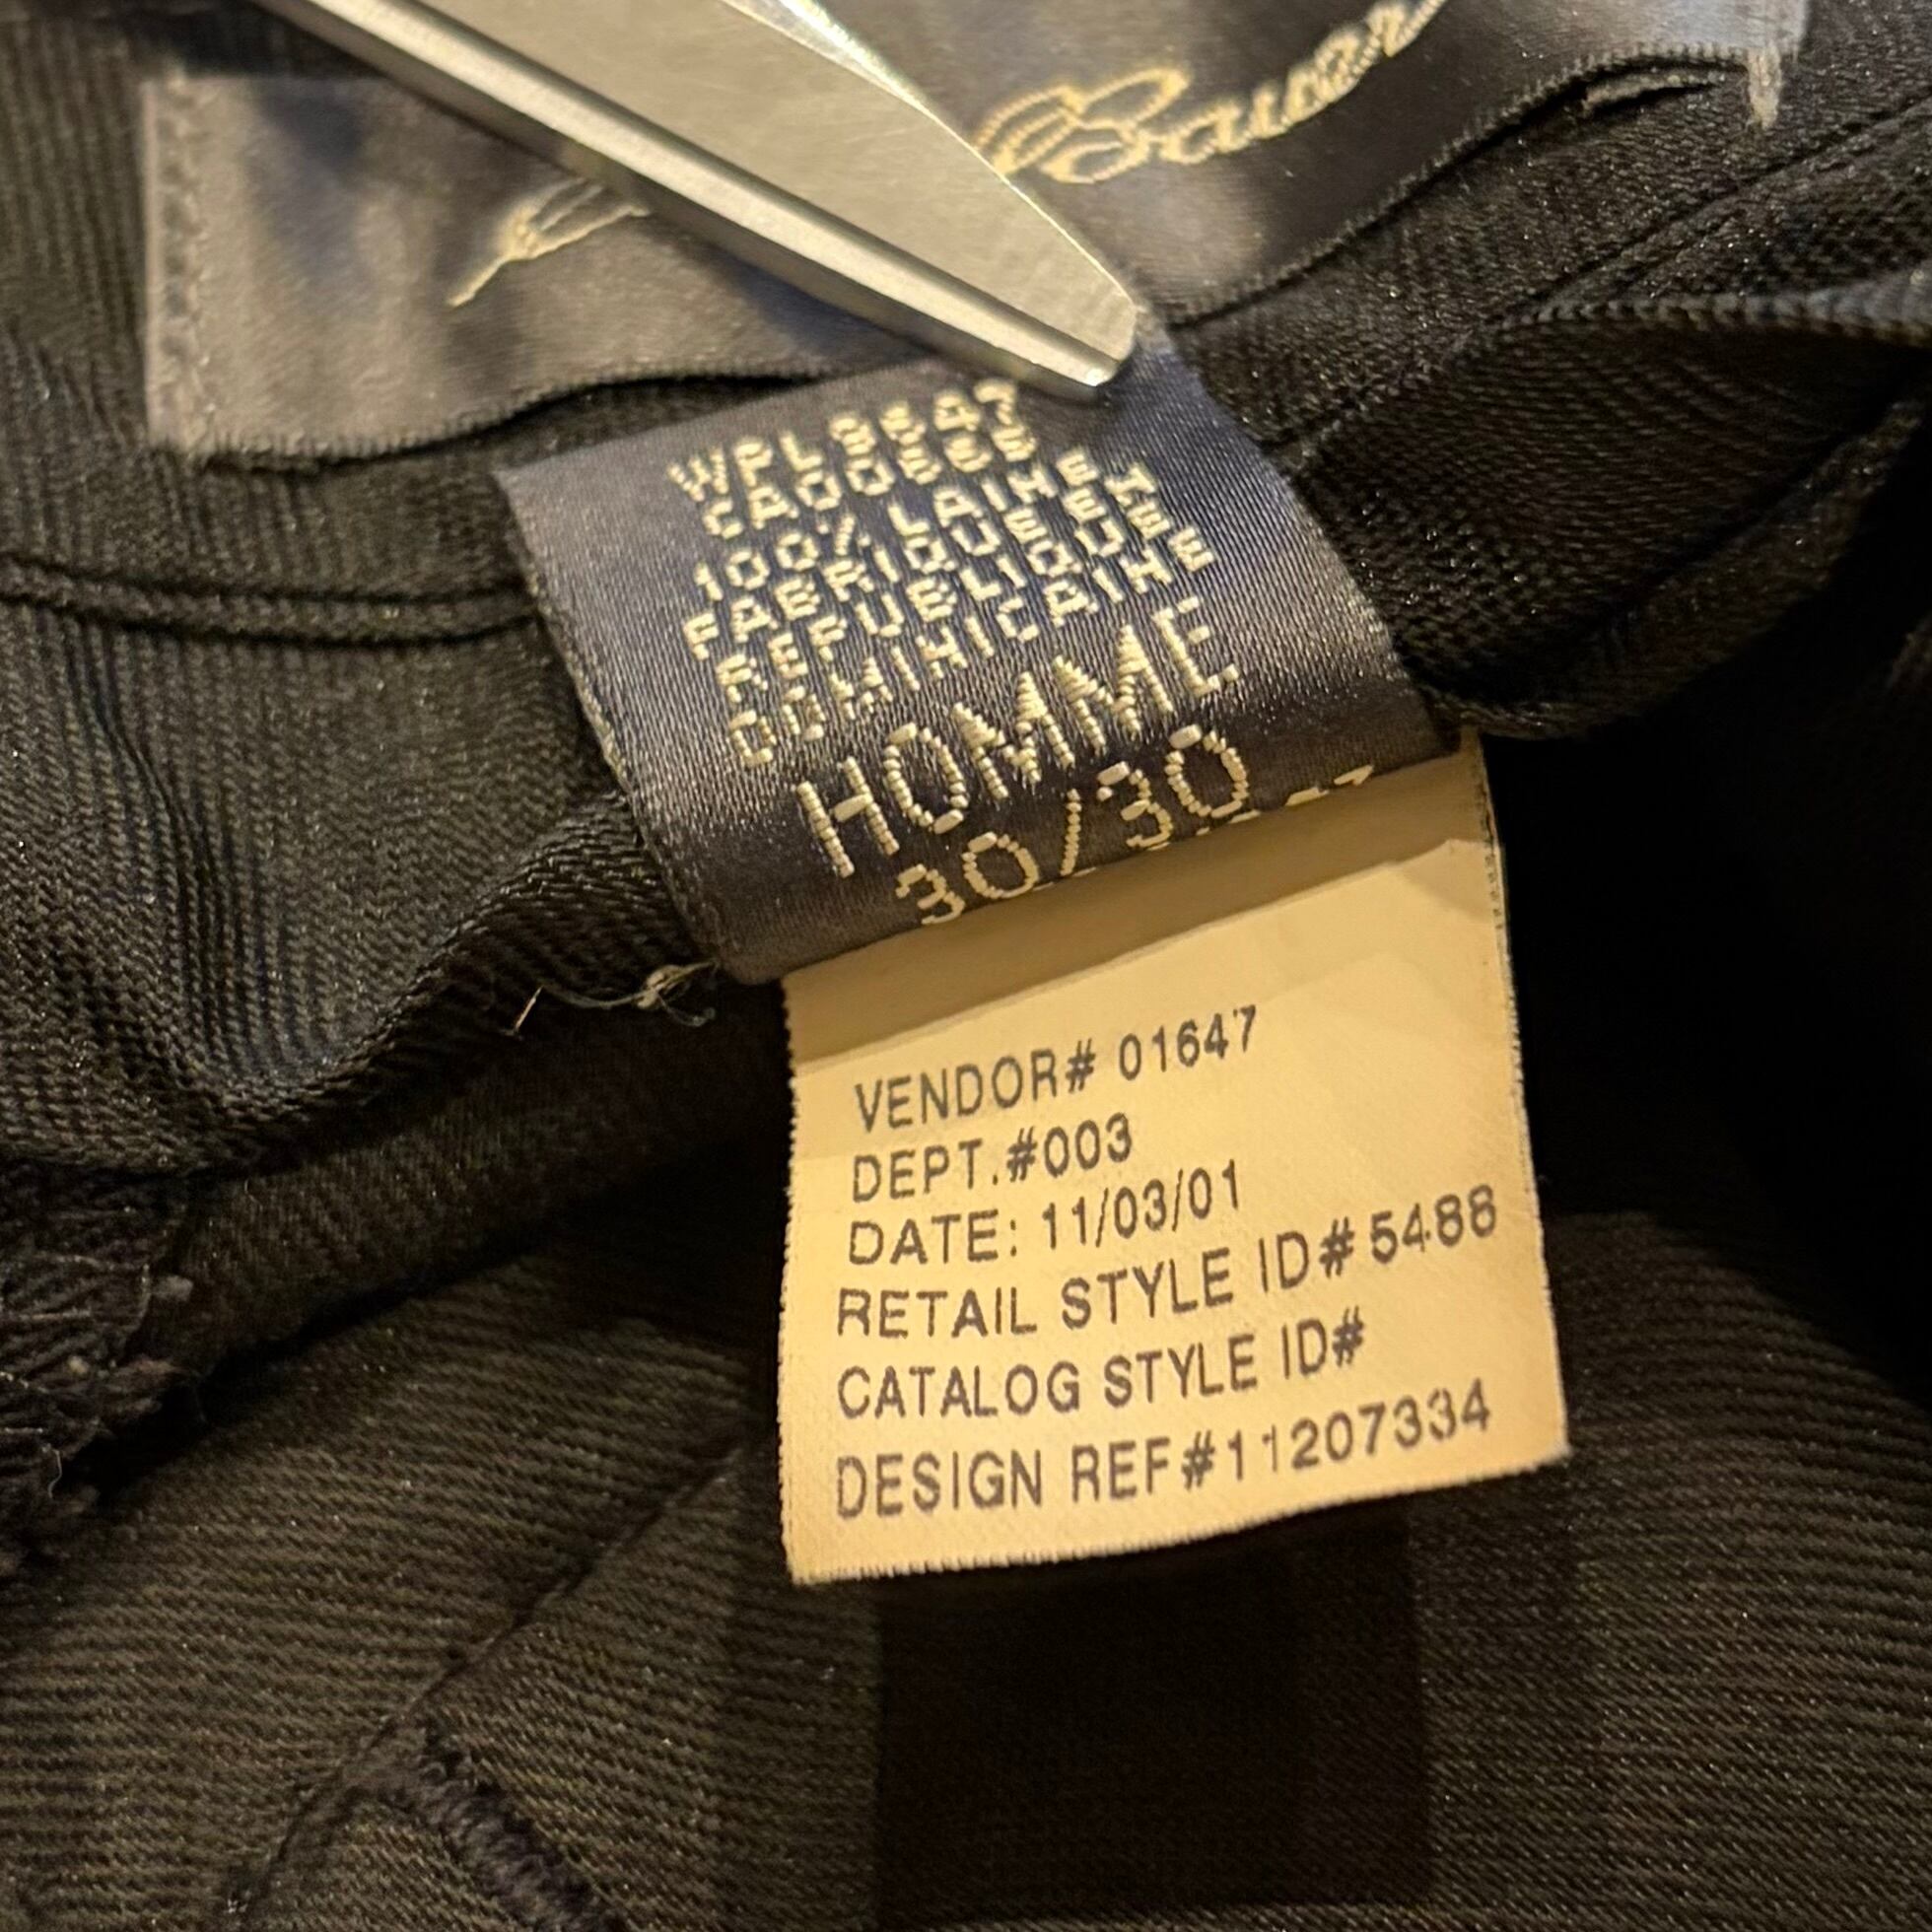 Bauer
WPL8647
CA00869
100% LAINE
FABRIQUE EN
REPUBLIQUE
DOMINICAINE
HOMME
30/30
VENDOR# 01647
DEPT.#003
DATE: 11/03/01
RETAIL STYLE ID# 5488
CATALOG STYLE ID#
DESIGN REF#11207334